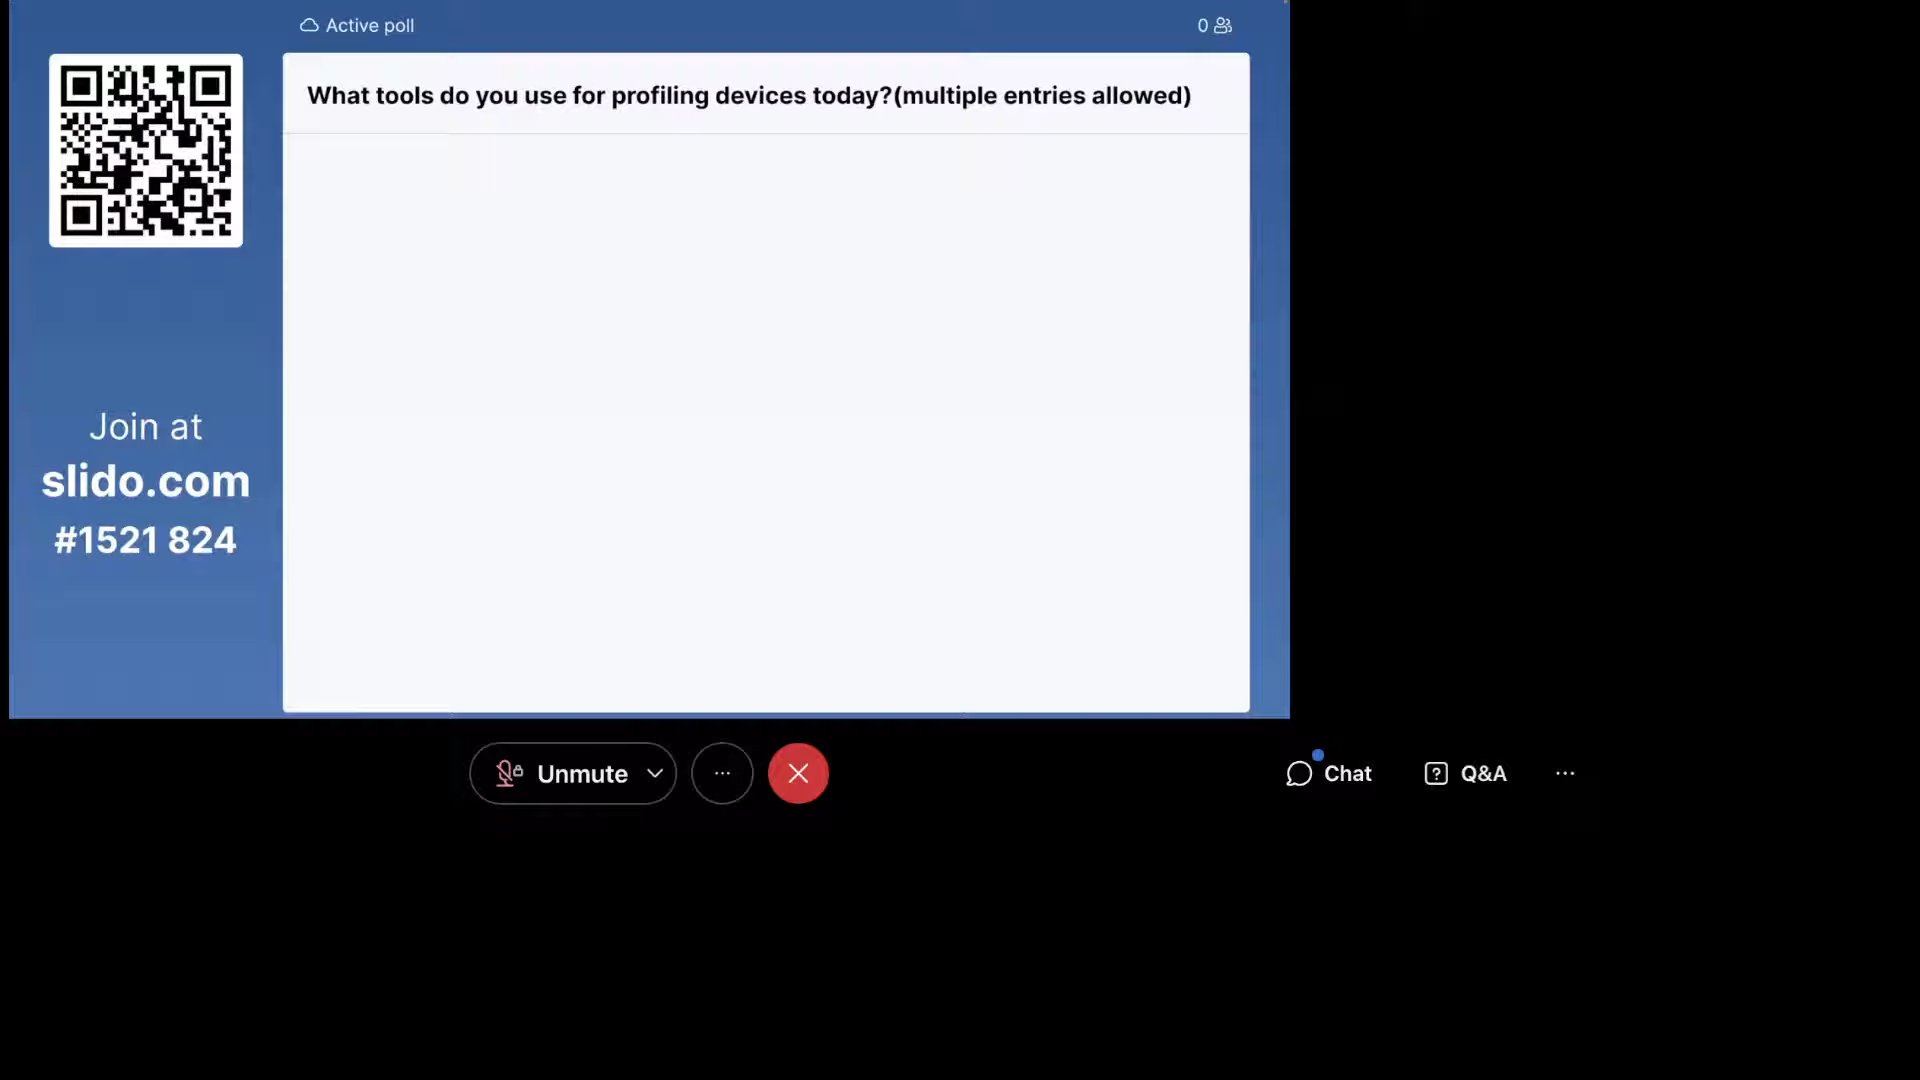 Active poll
0
What tools do you use for profiling devices today?(multiple entries allowed)
Join at
slido.com
#1521 824
Unmute
Chat
Q&A